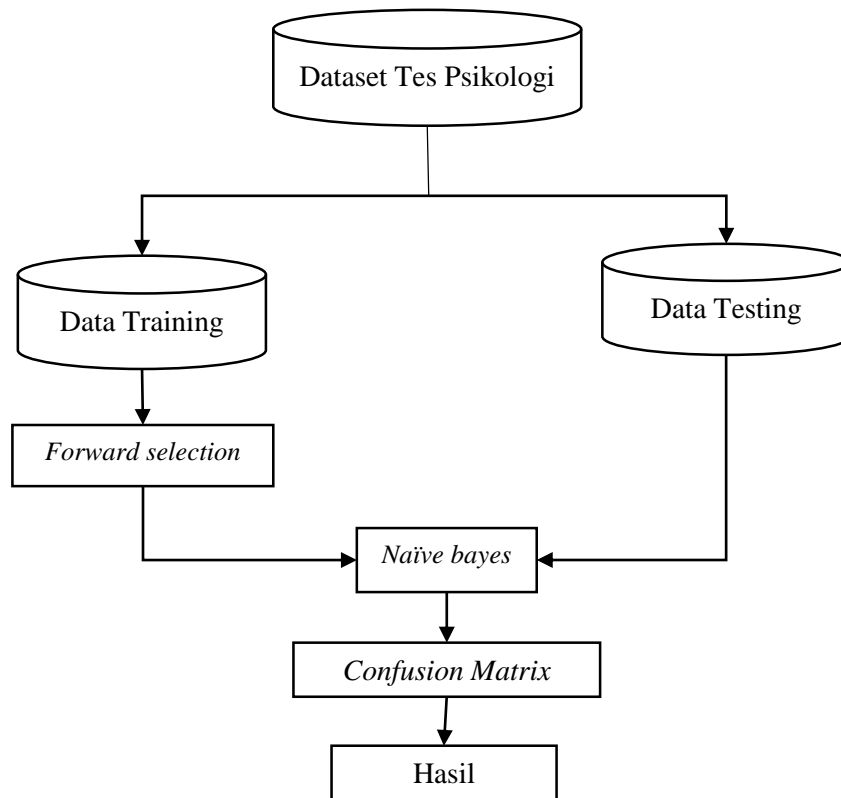 Dataset Tes Psikologi
Data Training
Data Testing
Forward selection
Naïve bayes
Confusion Matrix
Hasil